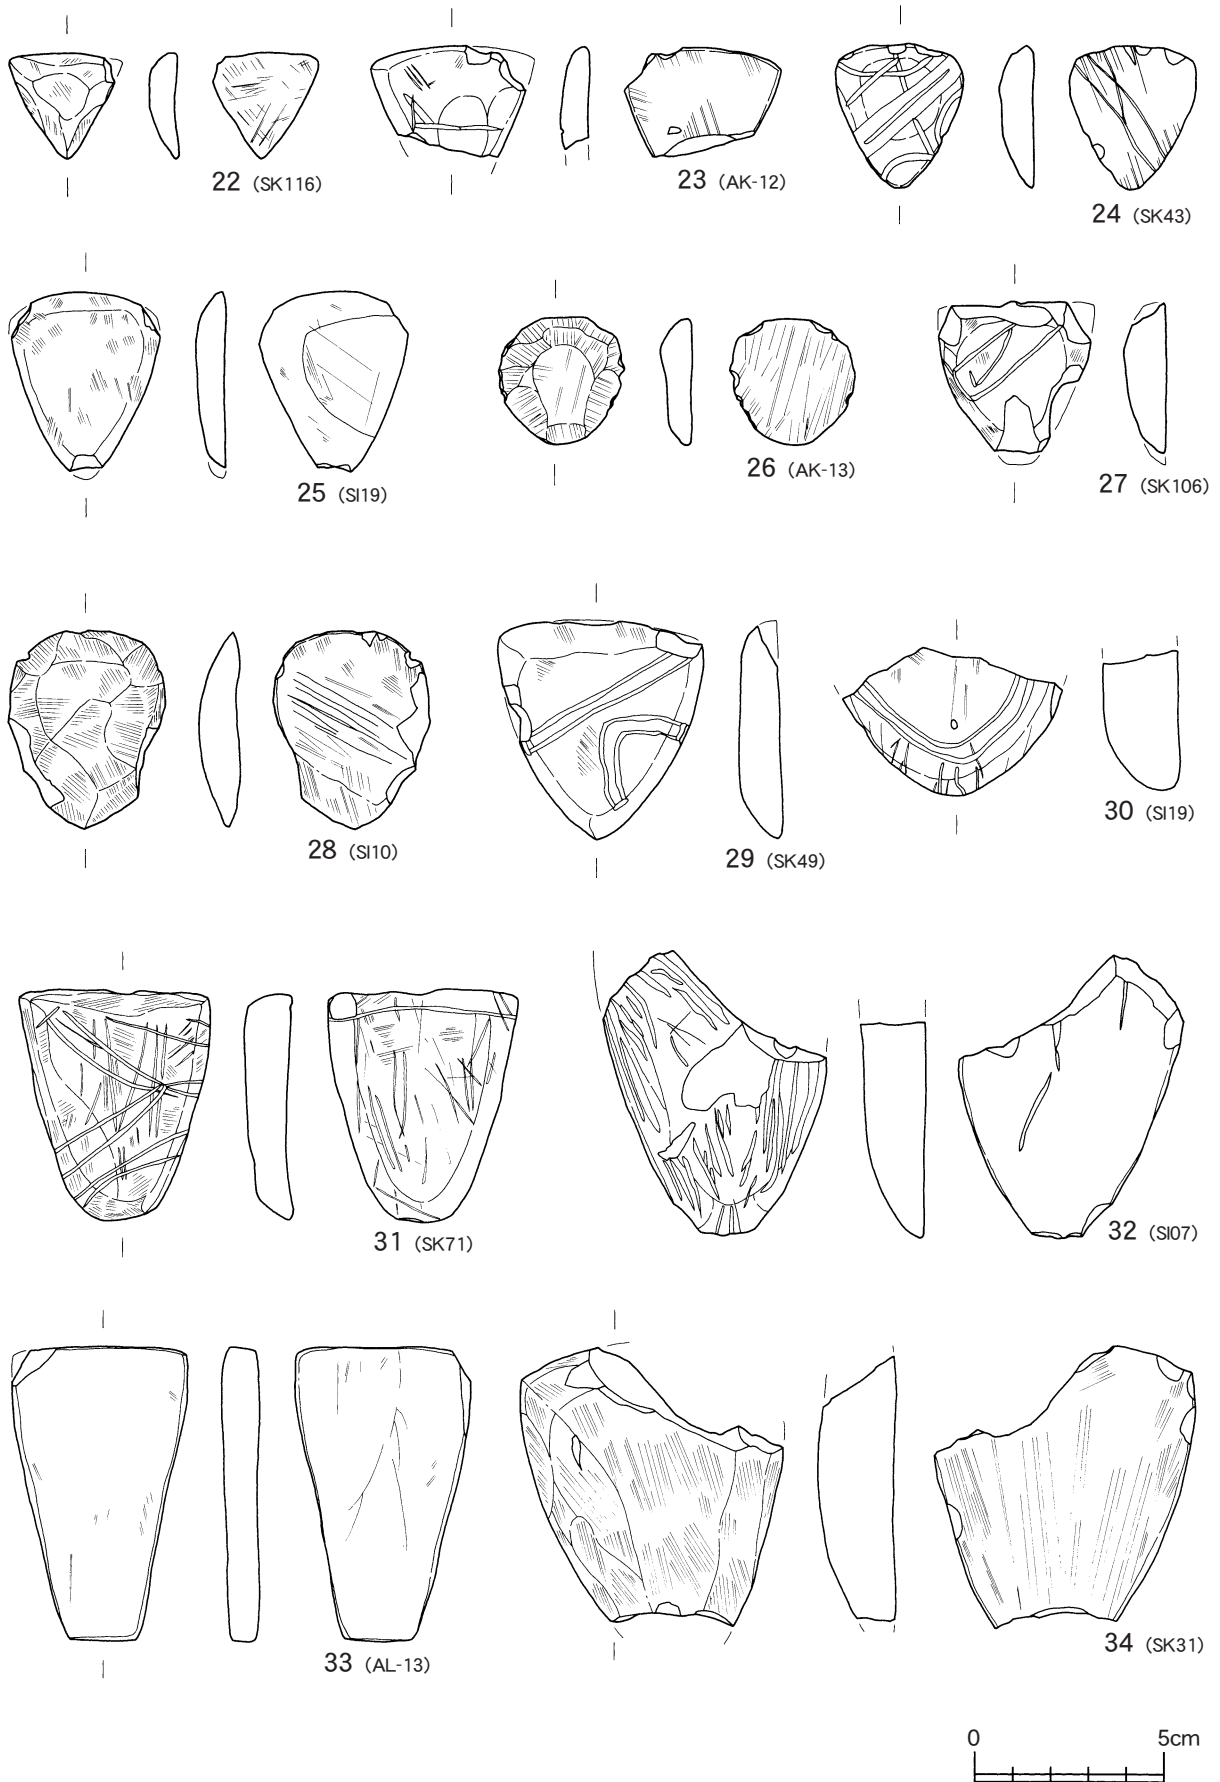 22（SK116）
23（AK-12）
24（SK43）
25（SI19）
26（AK-13）
27（SK106）
28（SI10）
29（SK49）
30（SI19）
31（SK71）
32（SI07）
33（AL-13）
34（SK31）
0 5cm